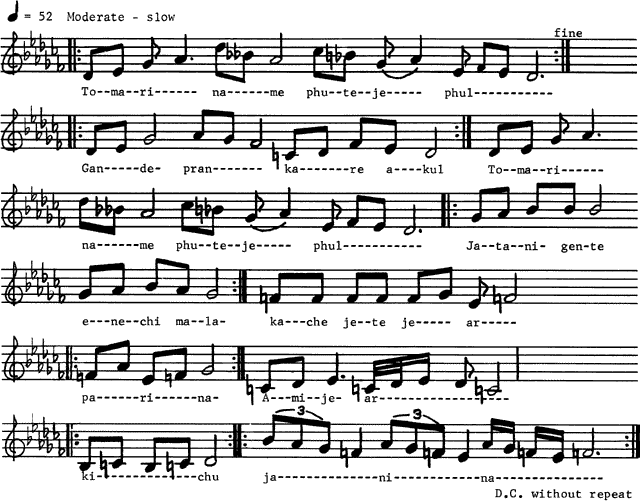 ♩ = 52 Moderate - slow
fine
To--ma--ri------ na-----me phu--te-je----- phul------------
Gan-----de- pran------- ka----re a---kul To--ma--ri------
na------me phu--te-je----- phul----------- Ja--ta--ni- gen-te
e---ne--chi ma--la- ka---che je--te je----- ar-----
pa----ri----na- A---mi-je- ar------------------
ki--------------chu ja------------ni-----------na----------------
3
3
D.C. without repeat